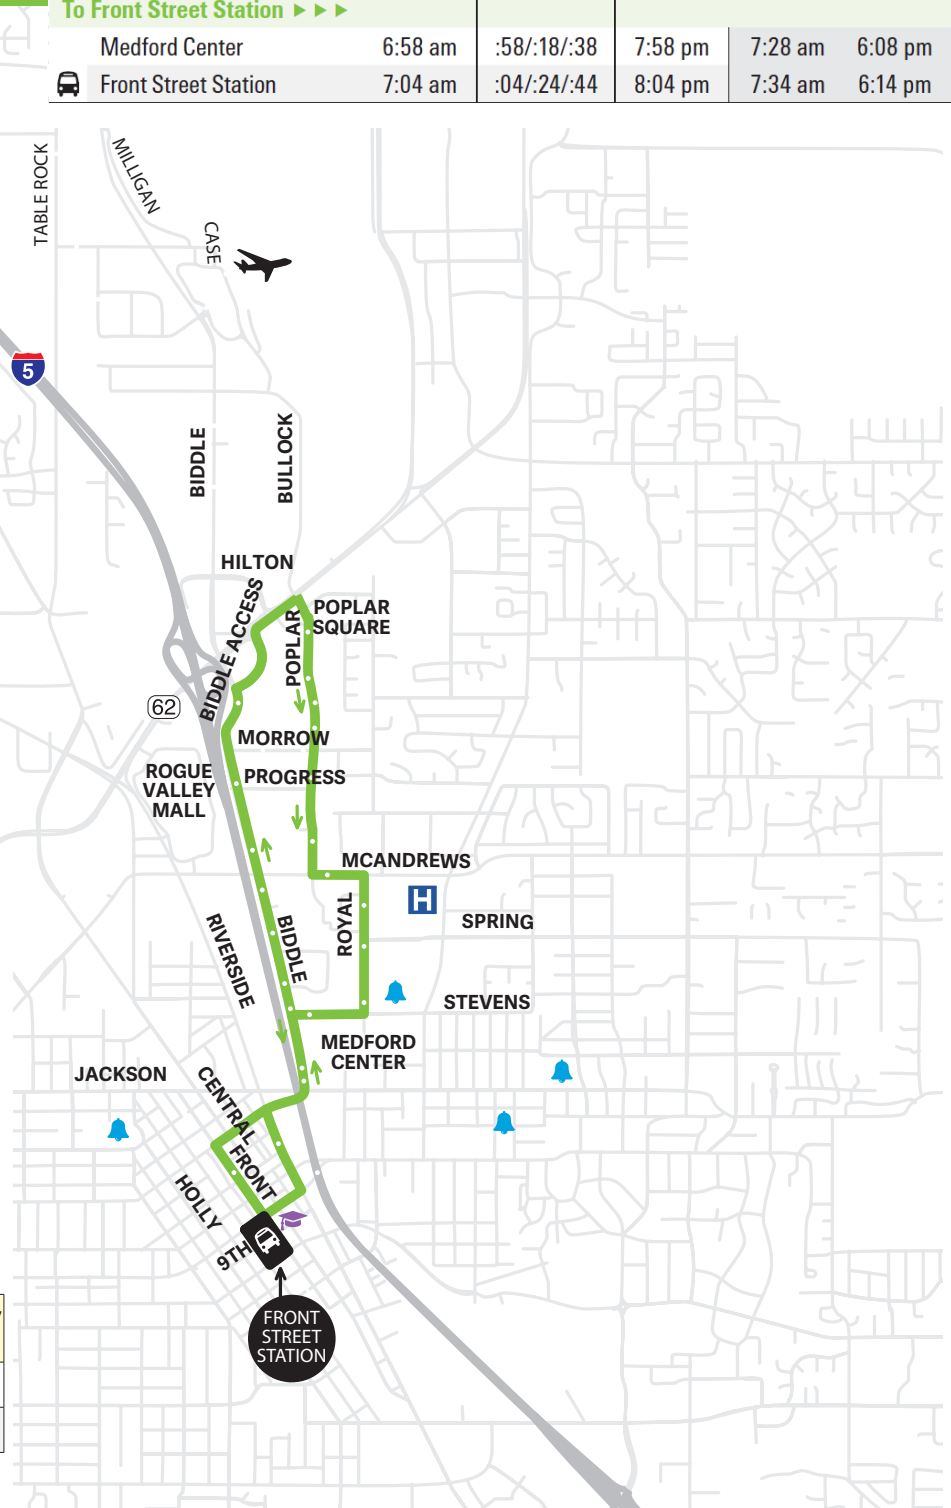 To Front Street Station ▶ ▶ ▶
Medford Center 6:58 am :58/:18/:38 7:58 pm 7:28 am 6:08 pm
Front Street Station 7:04 am :04/:24/:44 8:04 pm 7:34 am 6:14 pm
TABLE ROCK
MILLIGAN
CASE
5
BIDDLE
BULLOCK
HILTON
BIDDLE ACCESS
POPLAR
POPLAR
SQUARE
62
MORROW
ROGUE
VALLEY
MALL
PROGRESS
MCANDREWS
H
ROYAL
SPRING
RIVERSIDE
BIDDLE
STEVENS
MEDFORD
CENTER
JACKSON
CENTRAL
FRONT
HOLLY
9TH
FRONT
STREET
STATION